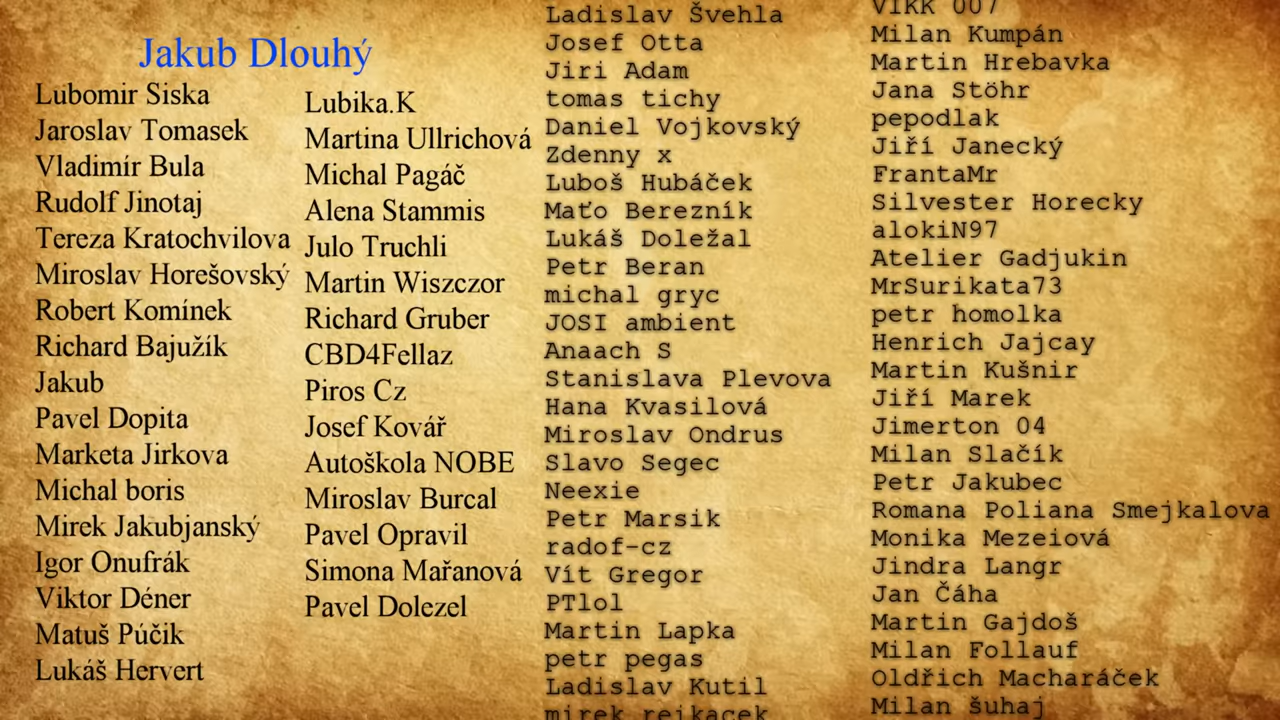 Jakub Dlouhý
Lubomir Siska
Jaroslav Tomasek
Vladimír Bula
Rudolf Jinotaj
Tereza Kratochvilova
Miroslav Horešovský
Robert Komínek
Richard Bajužík
Jakub
Pavel Dopita
Marketa Jirkova
Michal boris
Mirek Jakubjanský
Igor Onufrák
Viktor Déner
Matuš Púčik
Lukáš Hervert
Lubika.K
Martina Ullrichová
Michal Pagáč
Alena Stammis
Julo Truchli
Martin Wiszczor
Richard Gruber
CBD4Fellaz
Piros Cz
Josef Kovář
Autoškola NOBE
Miroslav Burcal
Pavel Opravil
Simona Mařanová
Pavel Dolezel
Ladislav Švehla
Josef Otta
Jiri Adam
tomas tichy
Daniel Vojkovský
Zdenny x
Luboš Hubáček
Maťo Berezník
Lukáš Doležal
Petr Beran
michal gryc
JOSI ambient
Anaach S
Stanislava Plevova
Hana Kvasilová
Miroslav Ondrus
Slavo Segec
Neexie
Petr Marsik
radof-cz
Vít Gregor
PTlol
Martin Lapka
petr pegas
Ladislav Kutil
mirek rejkacek
VIKK 007
Milan Kumpán
Martin Hrebavka
Jana Stöhr
pepodlak
Jiří Janecký
FrantaMr
Silvester Horecky
alokiN97
Atelier Gadjukin
MrSurikata73
petr homolka
Henrich Jajcay
Martin Kušnir
Jiří Marek
Jimerton 04
Milan Slačík
Petr Jakubec
Romana Poliana Smejkalova
Monika Mezeiová
Jindra Langr
Jan Čáha
Martin Gajdoš
Milan Follauf
Oldřich Macharáček
Milan šuhaj